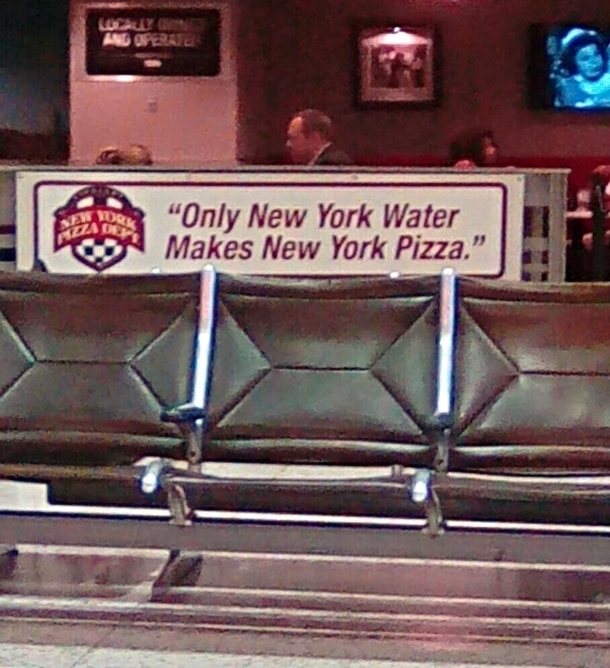 LOCALLY OWNED
AND OPERATED
NEW YORK
PIZZA DEPT
“Only New York Water
Makes New York Pizza.”